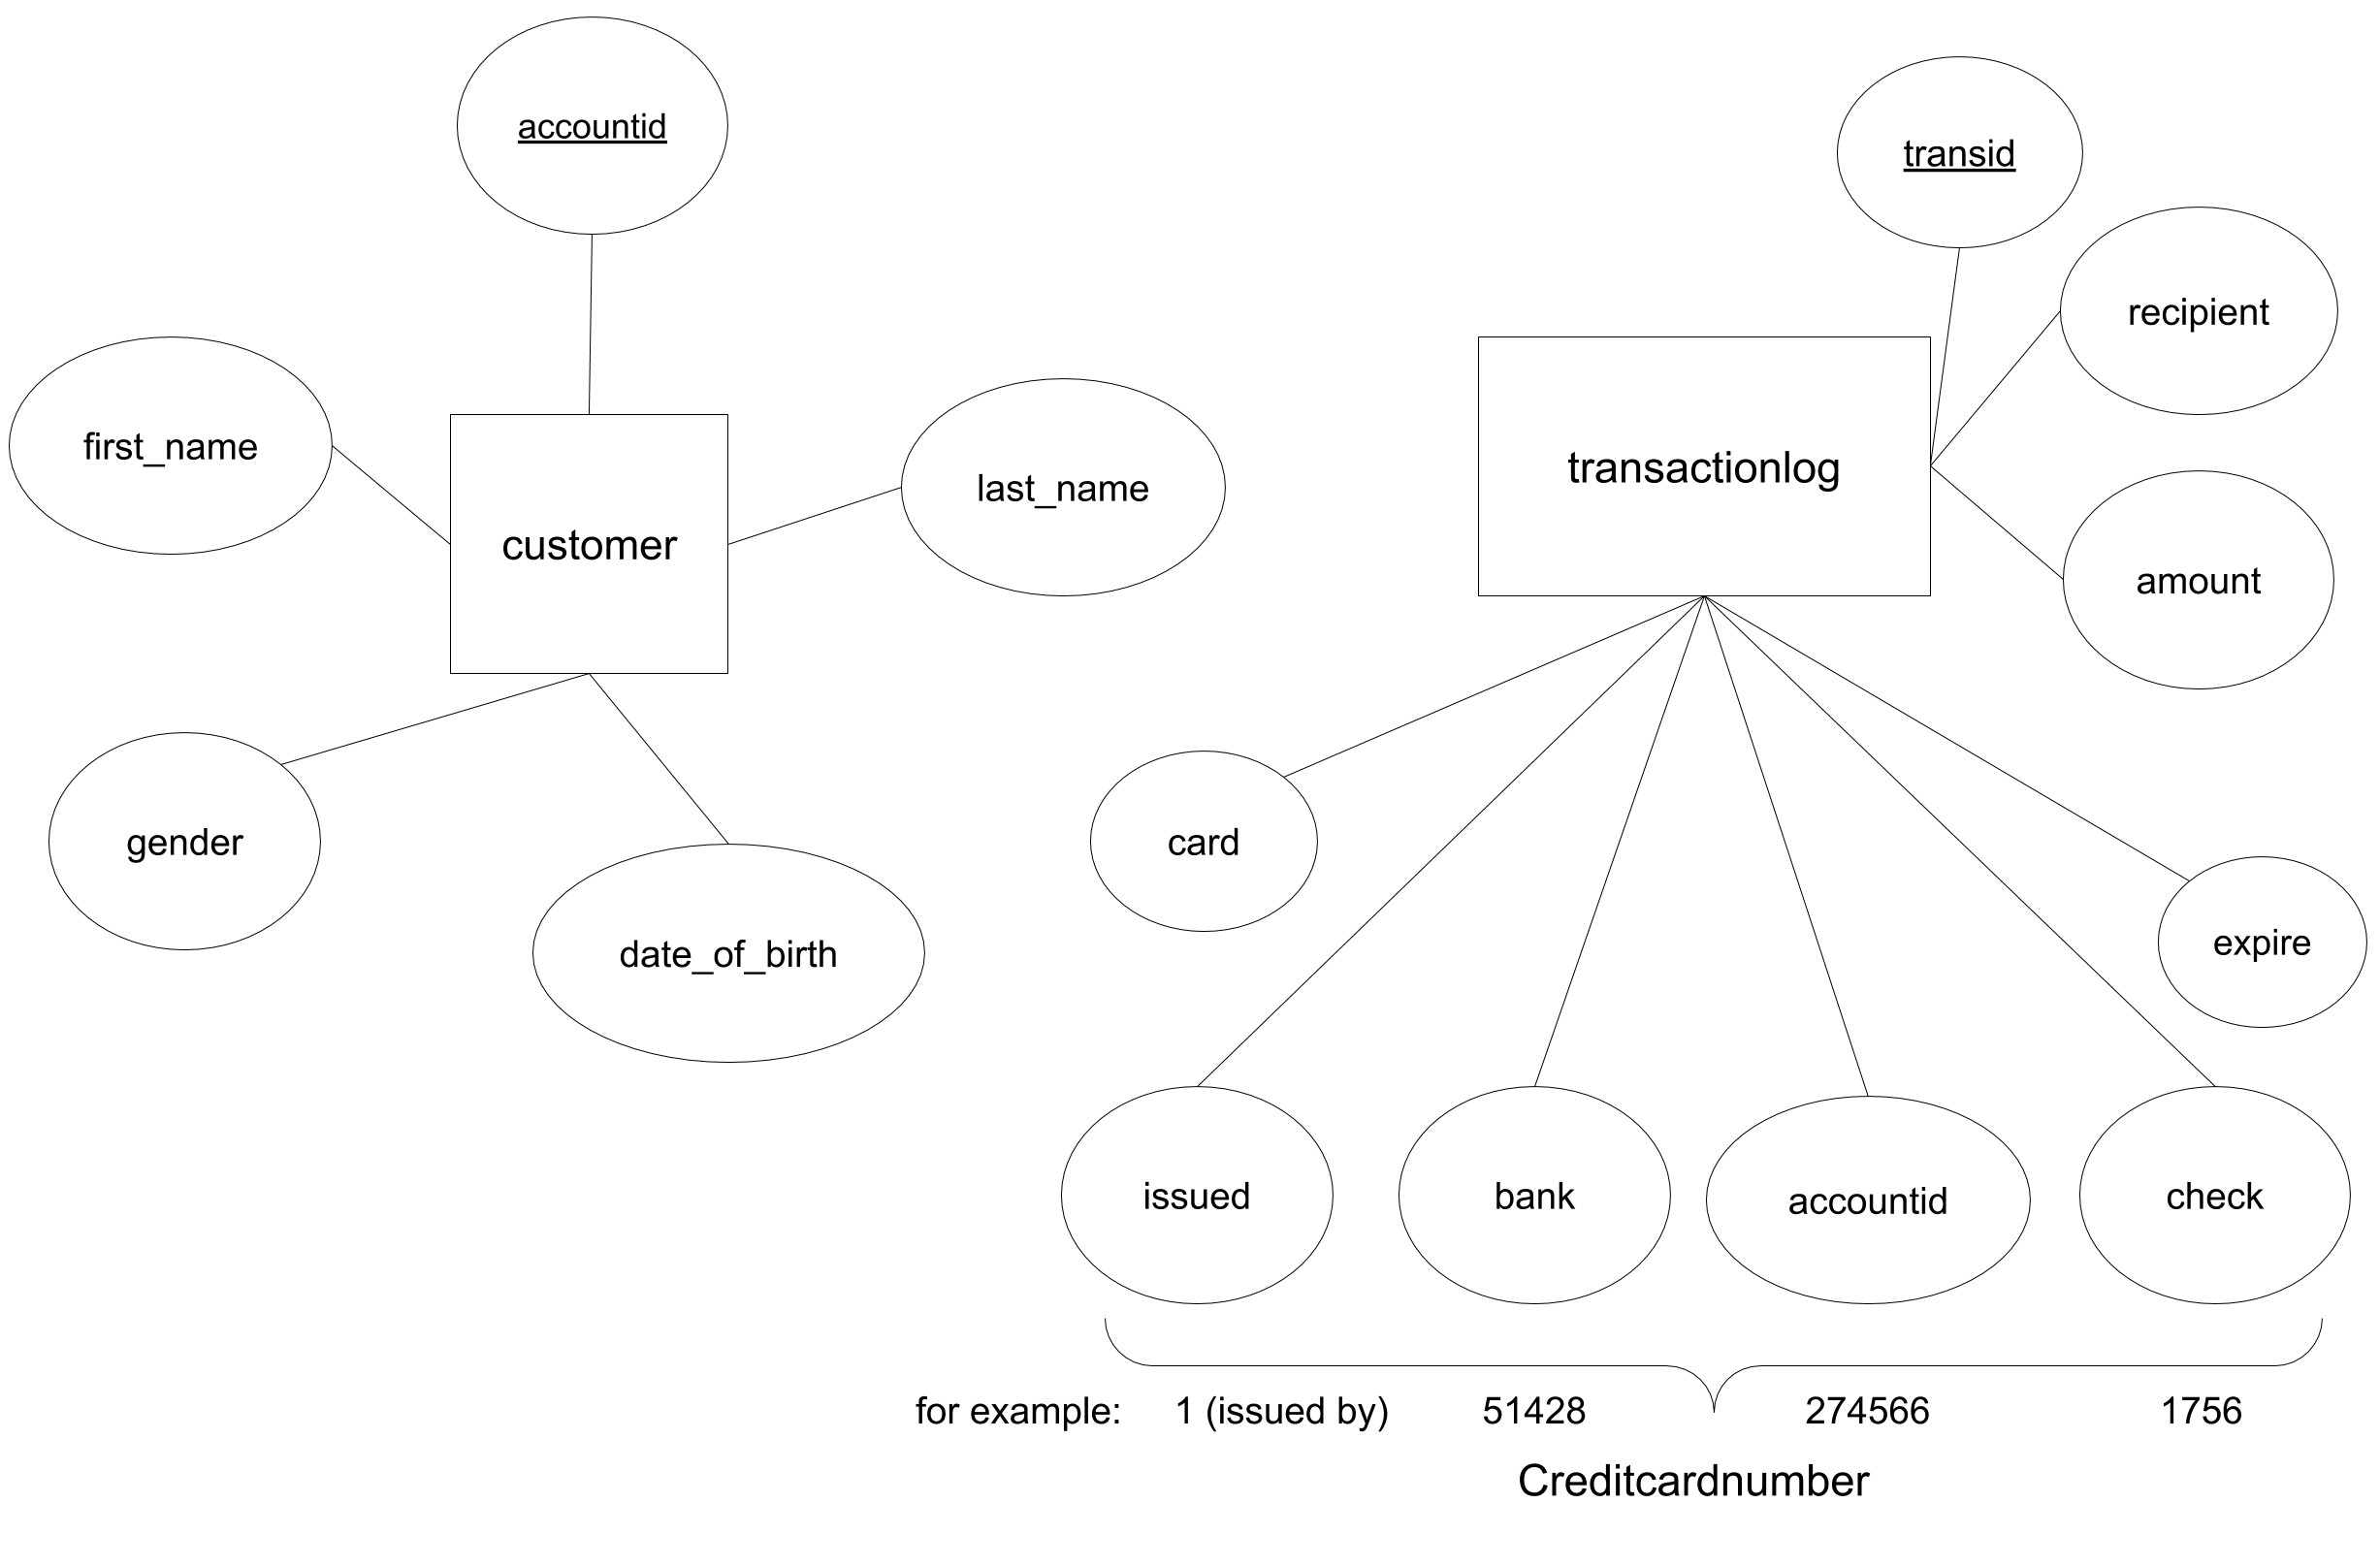 accountid
first_name
last_name
customer
gender
date_of_birth
transid
recipient
transactionlog
amount
card
expire
issued
bank
accountid
check
for example: 1 (issued by) 51428 274566 1756
Creditcardnumber